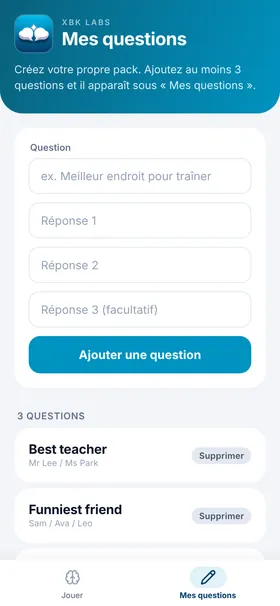 XBK LABS
Mes questions
Créez votre propre pack. Ajoutez au moins 3
questions et il apparaît sous « Mes questions ».
Question
ex. Meilleur endroit pour traîner
Réponse 1
Réponse 2
Réponse 3 (facultatif)
Ajouter une question
3 QUESTIONS
Best teacher
Mr Lee / Ms Park
Supprimer
Funniest friend
Sam / Ava / Leo
Supprimer
Jouer
Mes questions